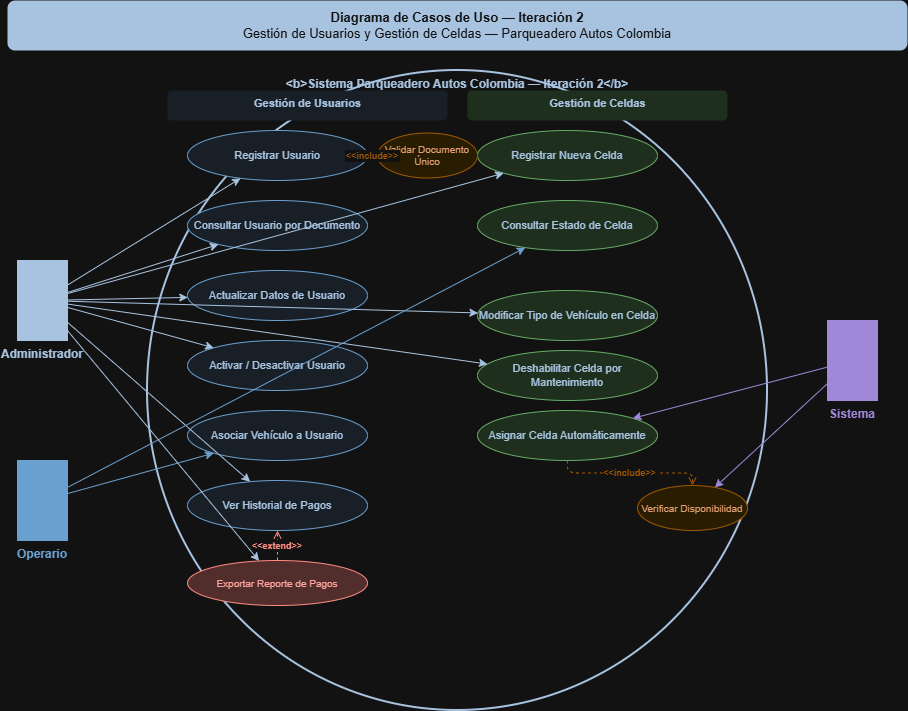 Diagrama de Casos de Uso — Iteración 2
Gestión de Usuarios y Gestión de Celdas — Parqueadero Autos Colombia
<b>Sistema Parqueadero Autos Colombia — Iteración 2</b>
Gestión de Usuarios
Gestión de Celdas
Registrar Usuario
<<include>>
Validar Documento
Único
Registrar Nueva Celda
Consultar Usuario por Documento
Consultar Estado de Celda
Actualizar Datos de Usuario
Modificar Tipo de Vehículo en Celda
Administrador
Activar / Desactivar Usuario
Deshabilitar Celda por
Mantenimiento
Sistema
Asociar Vehículo a Usuario
Asignar Celda Automáticamente
<<include>>
Ver Historial de Pagos
Verificar Disponibilidad
Operario
<<extend>>
Exportar Reporte de Pagos